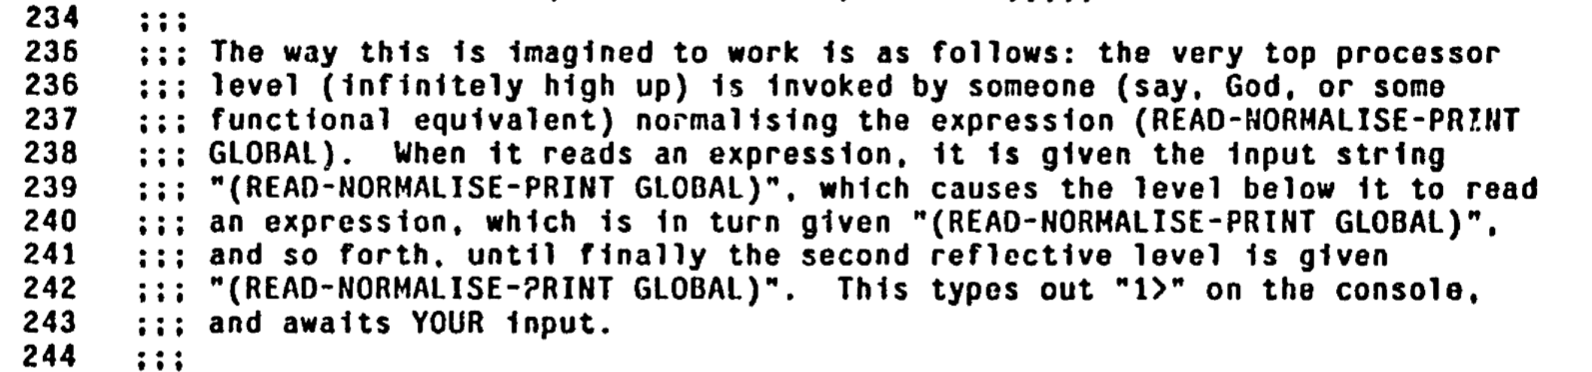 234 ;;;
235 ;;; The way this is imagined to work is as follows: the very top processor
236 ;;; level (infinitely high up) is invoked by someone (say, God, or some
237 ;;; functional equivalent) normalising the expression (READ-NORMALISE-PRINT
238 ;;; GLOBAL). When it reads an expression, it is given the input string
239 ;;; "(READ-NORMALISE-PRINT GLOBAL)", which causes the level below it to read
240 ;;; an expression, which is in turn given "(READ-NORMALISE-PRINT GLOBAL)",
241 ;;; and so forth, until finally the second reflective level is given
242 ;;; "(READ-NORMALISE-PRINT GLOBAL)". This types out "1>" on the console,
243 ;;; and awaits YOUR input.
244 ;;;